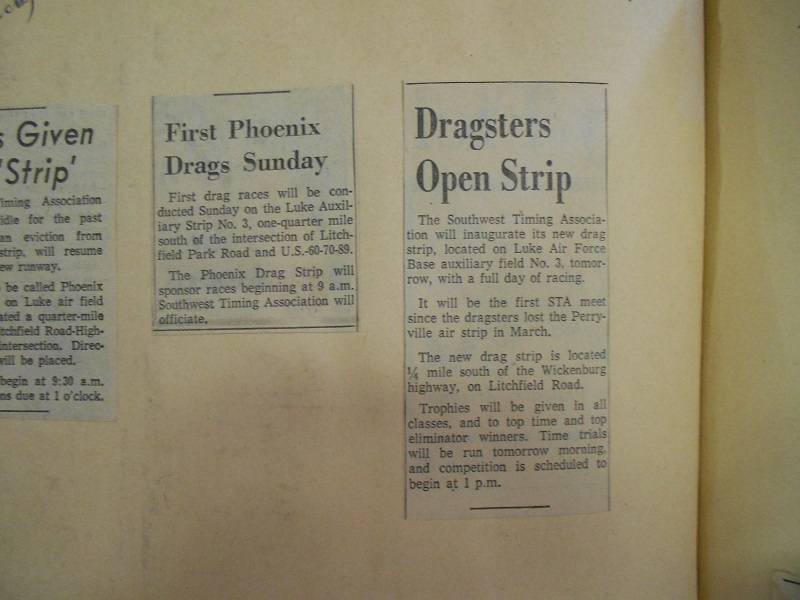 s Given
'Strip'
Timing Association
idle for the past
an eviction from
strip, will resume
ew runway.
be called Phoenix
on Luke air field
ated a quarter-mile
itchfield Road-High-
intersection. Direc-
will be placed.
begin at 9:30 a.m.
ns due at 1 o'clock.
First Phoenix
Drags Sunday
First drag races will be con-
ducted Sunday on the Luke Auxil-
iary Strip No. 3, one-quarter mile
south of the intersection of Litch-
field Park Road and U.S.-60-70-89.
The Phoenix Drag Strip will
sponsor races beginning at 9 a.m.
Southwest Timing Association will
officiate.
Dragsters
Open Strip
The Southwest Timing Associa-
tion will inaugurate its new drag
strip, located on Luke Air Force
Base auxiliary field No. 3, tomor-
row, with a full day of racing.
It will be the first STA meet
since the dragsters lost the Perry-
ville air strip in March.
The new drag strip is located
¼ mile south of the Wickenburg
highway, on Litchfield Road.
Trophies will be given in all
classes, and to top time and top
eliminator winners. Time trials
will be run tomorrow morning,
and competition is scheduled to
begin at 1 p.m.